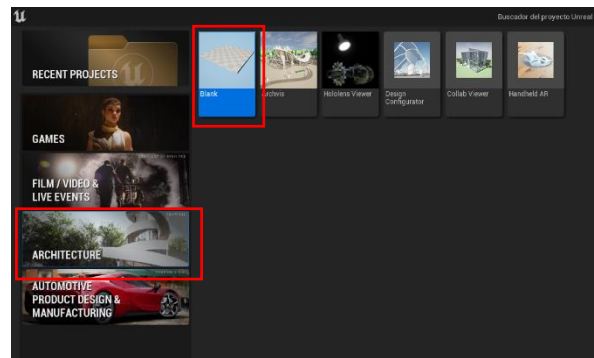 Buscador del proyecto Unreal
RECENT PROJECTS
Blank
Archvis
Hololens Viewer
Design
Configurator
Collab Viewer
Handheld AR
GAMES
FILM / VIDEO &
LIVE EVENTS
ARCHITECTURE
AUTOMOTIVE
PRODUCT DESIGN &
MANUFACTURING